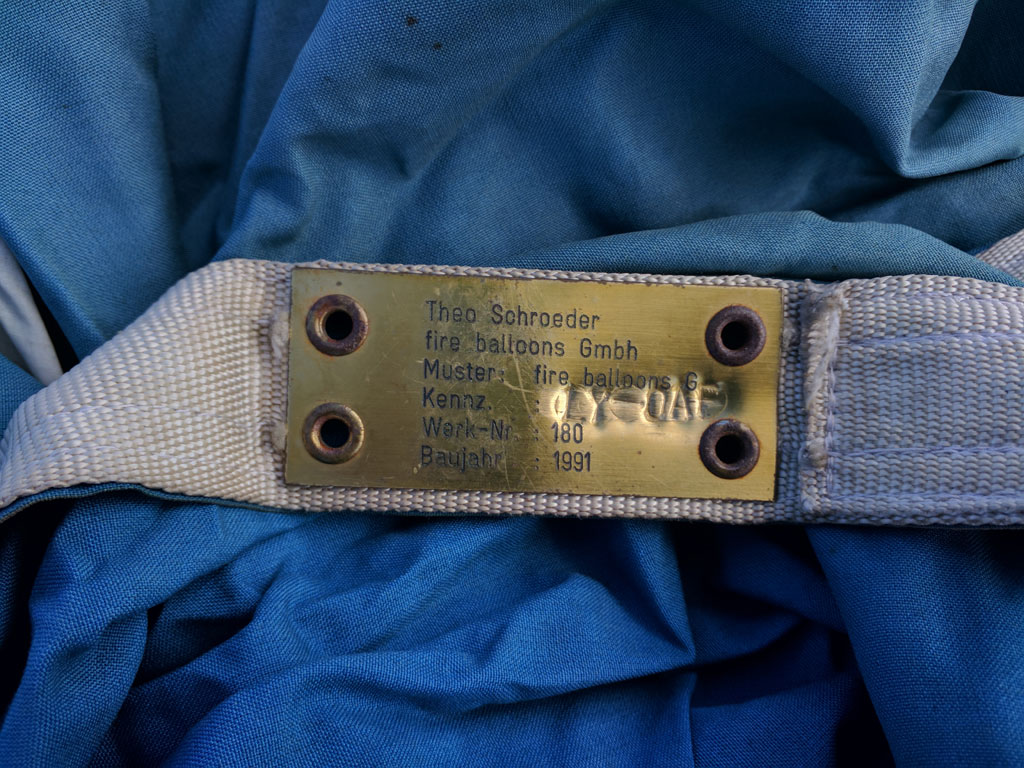 Theo Schroeder
fire balloons Gmbh
Muster: fire balloons G
Kennz. : LY-OAF
Werk-Nr. : 180
Baujahr : 1991